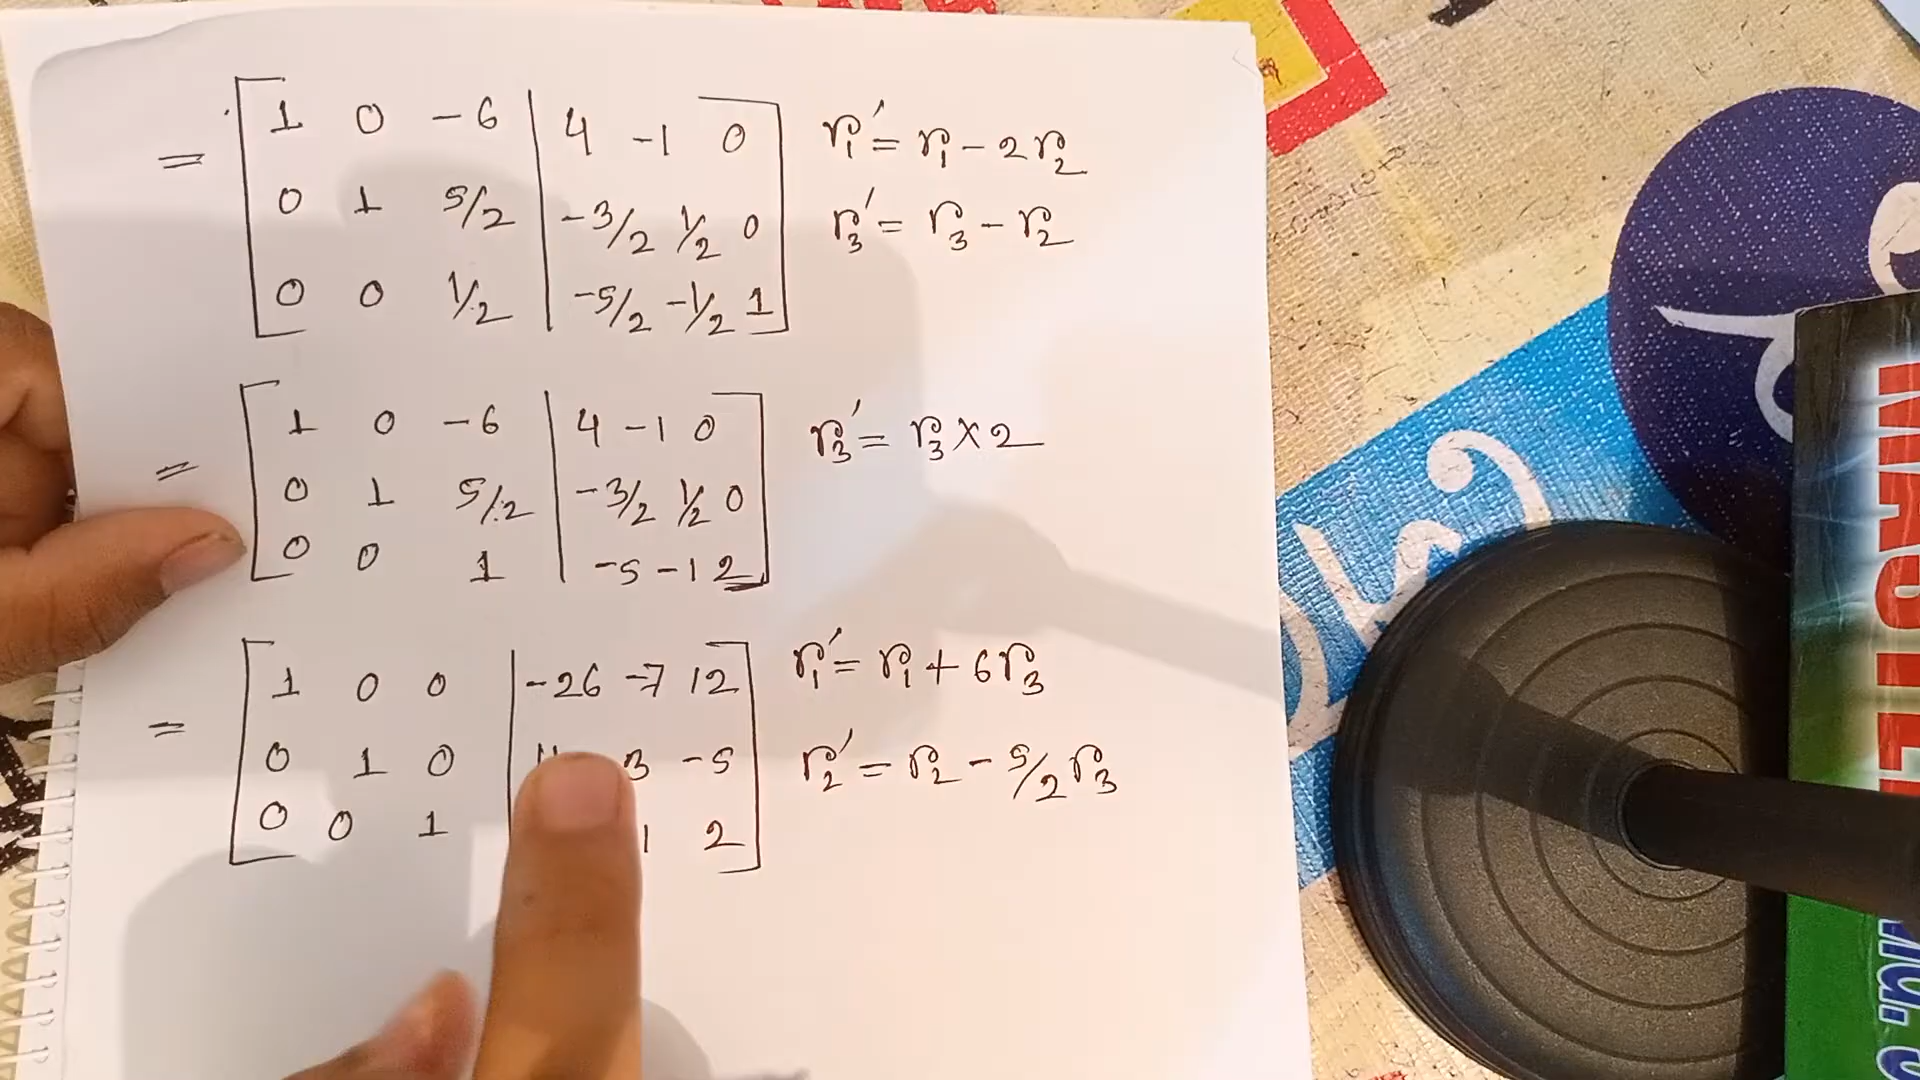 = [ 1 0 -6 | 4 -1 0 ] r₁′ = r₁ - 2r₂
0 1 5/2 | -3/2 1/2 0 r₃′ = r₃ - r₂
0 0 1/2 | -5/2 -1/2 1
= [ 1 0 -6 | 4 -1 0 ] r₃′ = r₃ × 2
0 1 5/2 | -3/2 1/2 0
0 0 1 | -5 -1 2
= [ 1 0 0 | -26 -7 12 ] r₁′ = r₁ + 6r₃
0 1 0 | 3 -5 r₂′ = r₂ - 5/2 r₃
0 0 1 | 1 2